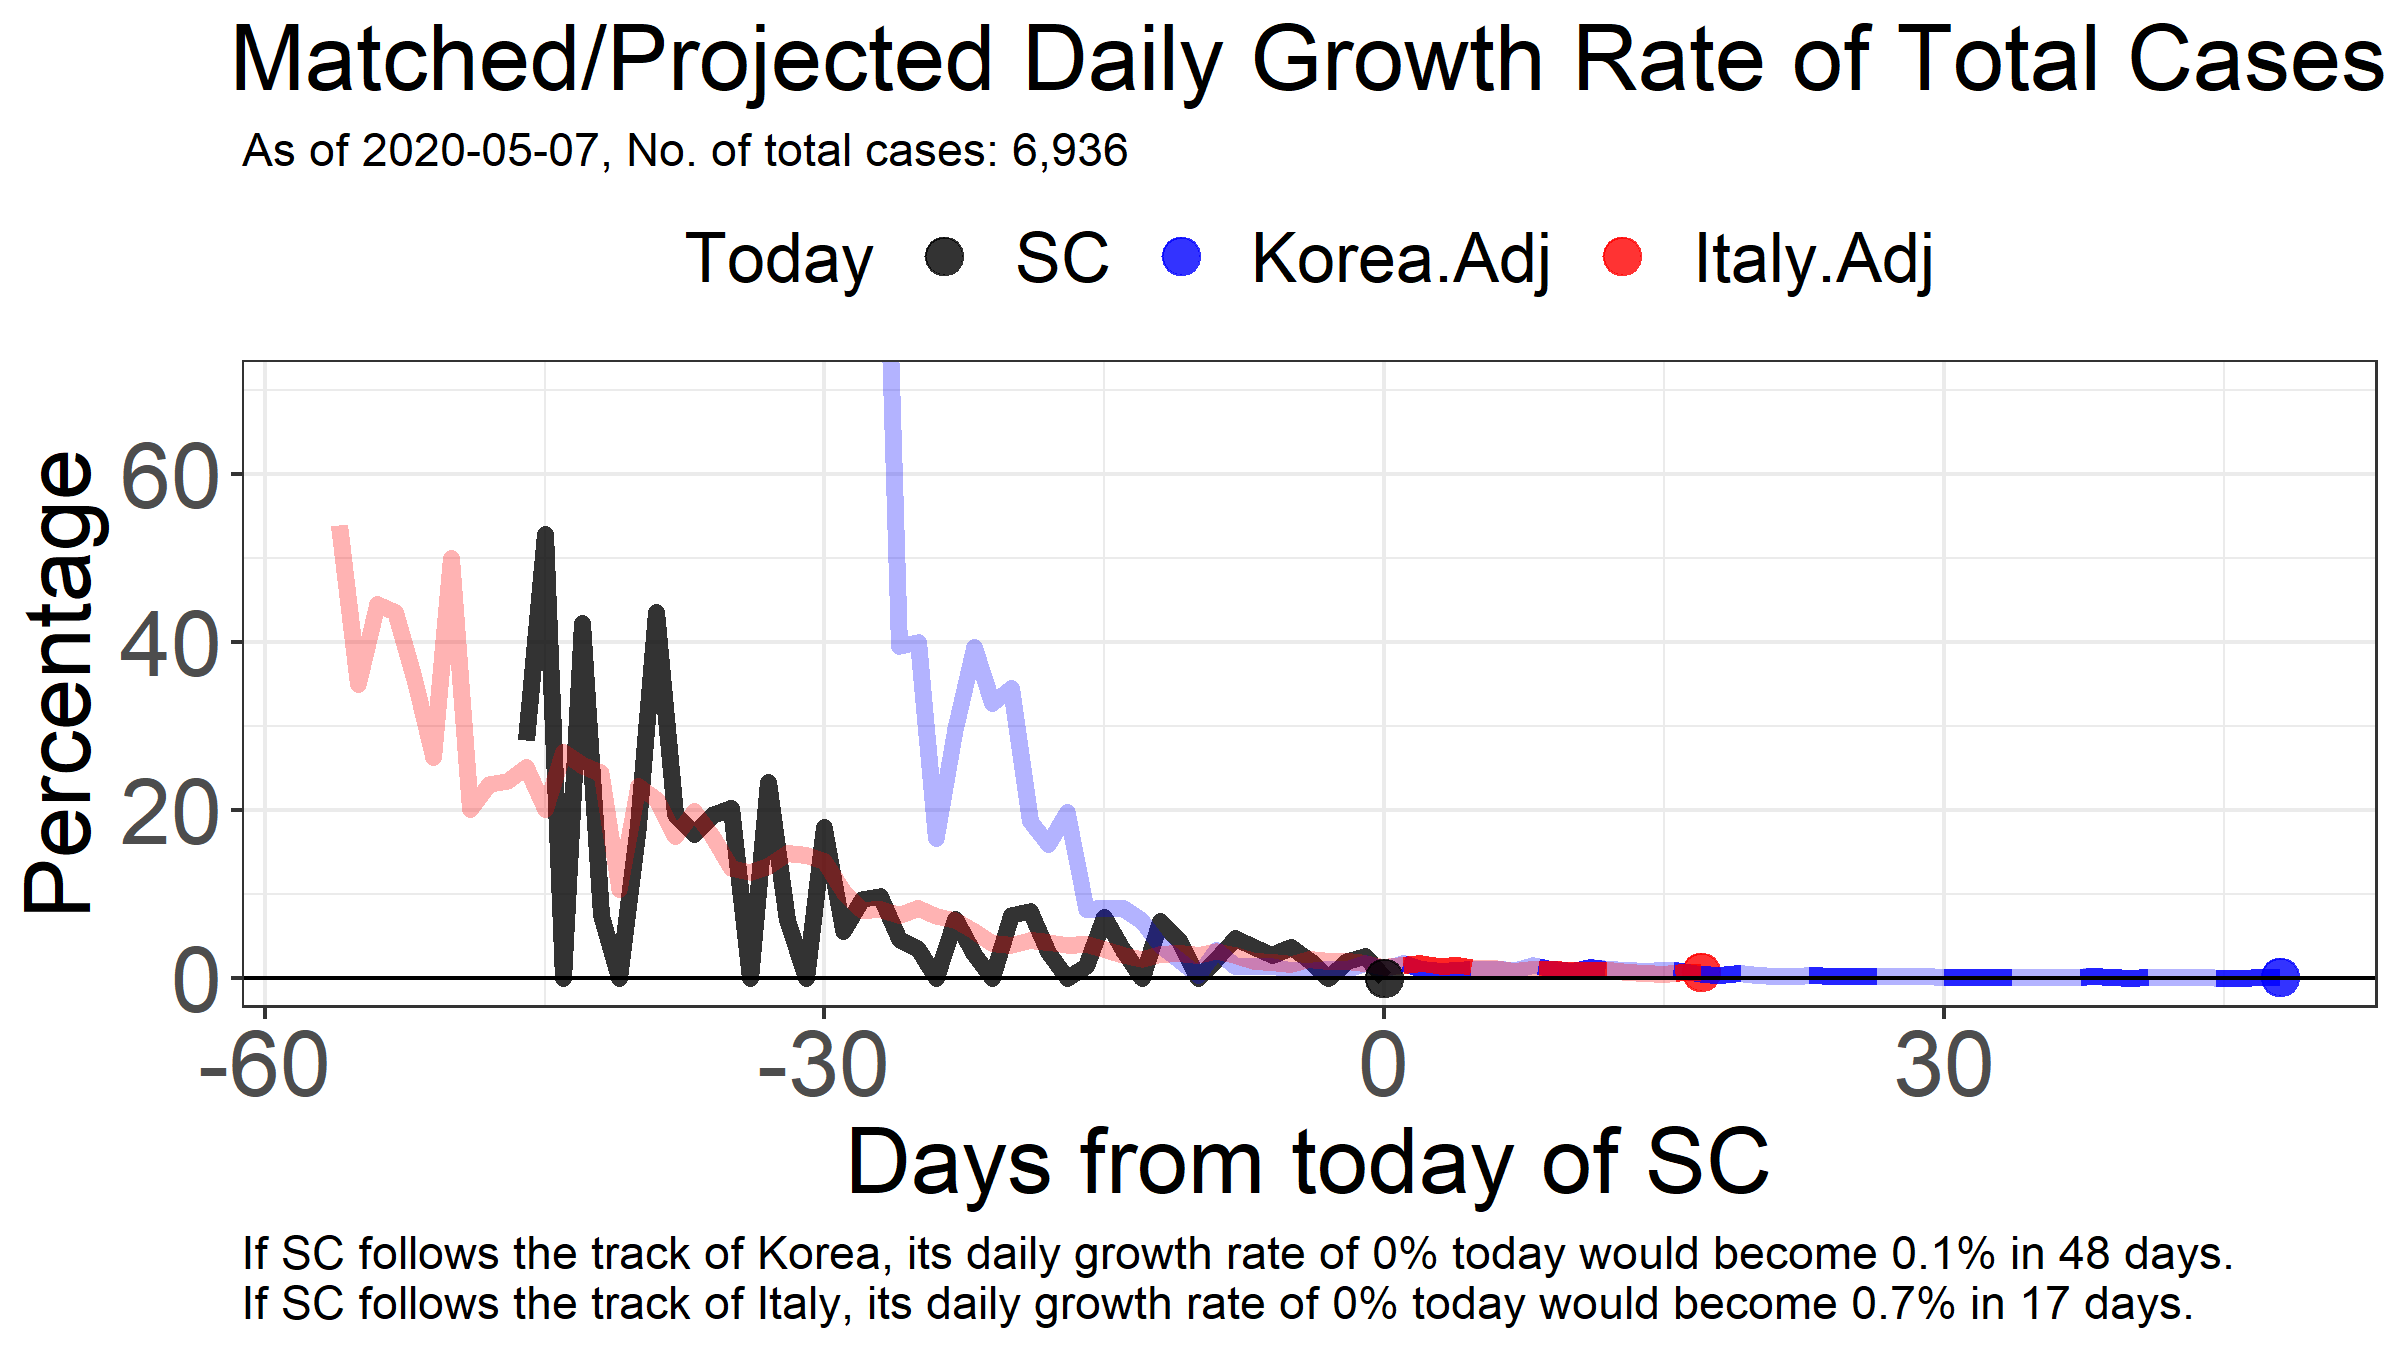 Matched/Projected Daily Growth Rate of Total Cases
As of 2020-05-07, No. of total cases: 6,936
Today SC Korea.Adj Italy.Adj
Percentage
60
40
20
0
-60 -30 0 30
Days from today of SC
If SC follows the track of Korea, its daily growth rate of 0% today would become 0.1% in 48 days.
If SC follows the track of Italy, its daily growth rate of 0% today would become 0.7% in 17 days.